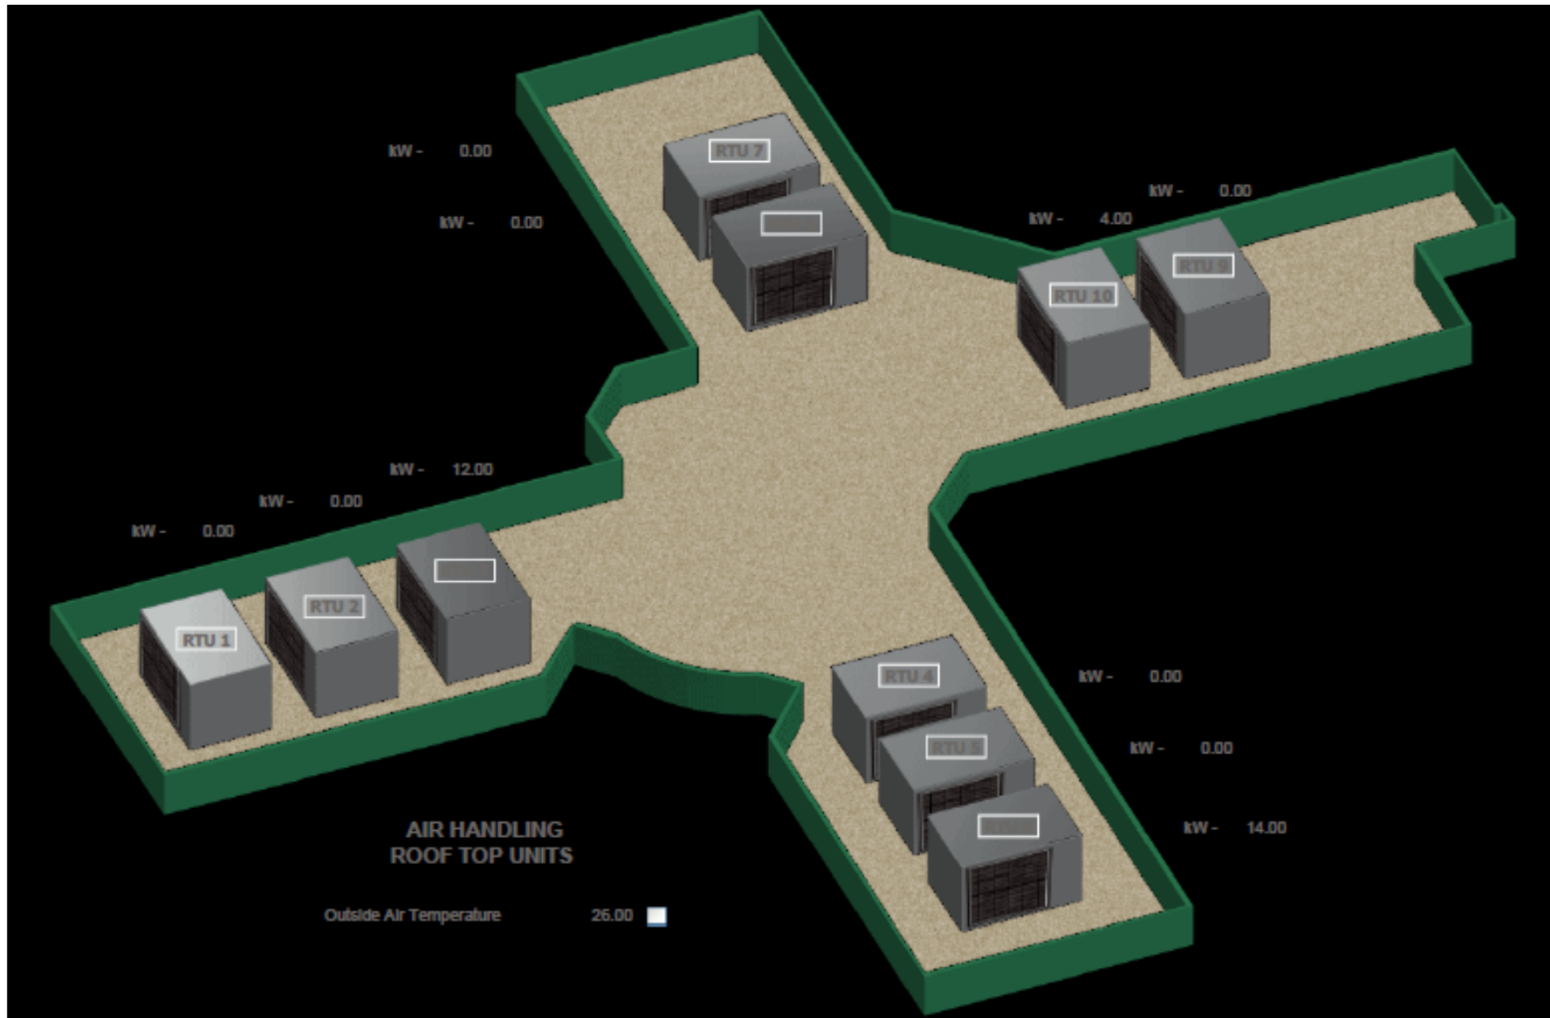 kW - 0.00
RTU 7
kW - 0.00
kW - 0.00
kW - 4.00
RTU 9
RTU 10
kW - 12.00
kW - 0.00
kW - 0.00
RTU 2
RTU 1
RTU 4
kW - 0.00
RTU 5
kW - 0.00
kW - 14.00
AIR HANDLING
ROOF TOP UNITS
Outside Air Temperature 26.00